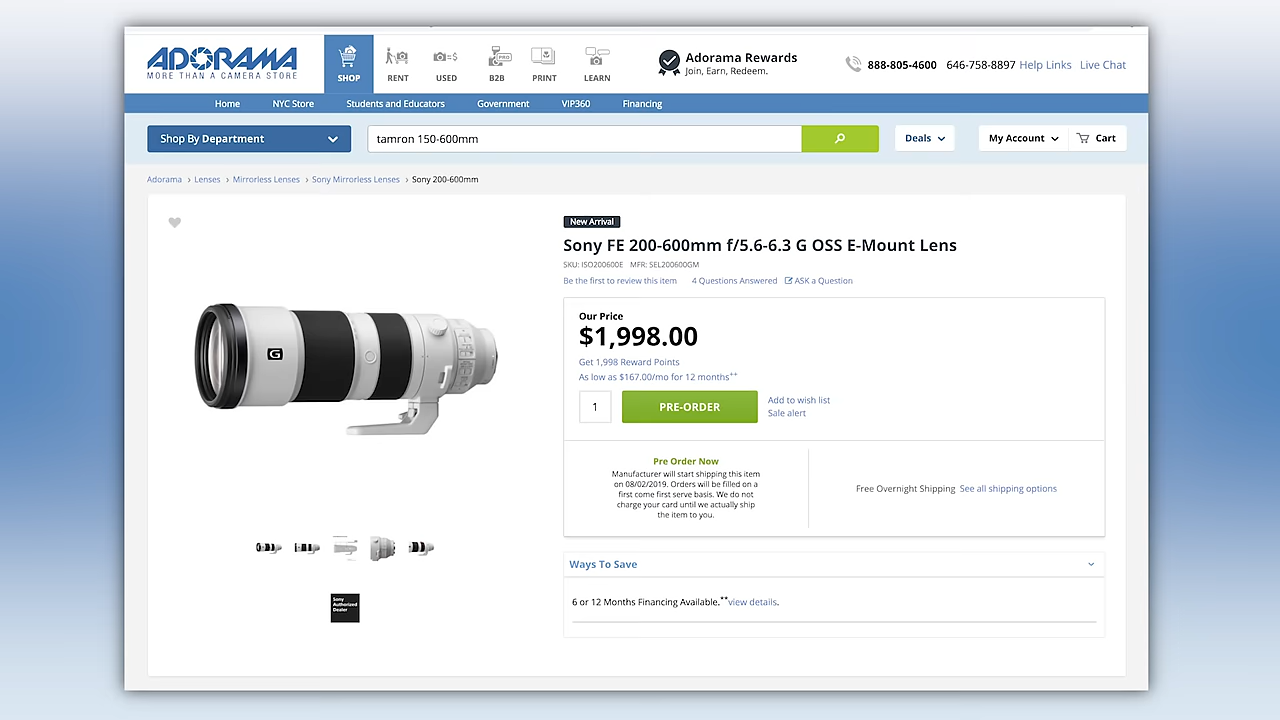 ADORAMA
MORE THAN A CAMERA STORE
SHOP
RENT
USED
PRO
B2B
PRINT
LEARN
Adorama Rewards
Join, Earn, Redeem.
888-805-4600 646-758-8897 Help Links Live Chat
Home NYC Store Students and Educators Government VIP360 Financing
Shop By Department
tamron 150-600mm
Deals
My Account
Cart
Adorama › Lenses › Mirrorless Lenses › Sony Mirrorless Lenses › Sony 200-600mm
New Arrival
Sony FE 200-600mm f/5.6-6.3 G OSS E-Mount Lens
SKU: ISO200600E MFR: SEL200600GM
Be the first to review this item 4 Questions Answered ASK a Question
G
Our Price
$1,998.00
Get 1,998 Reward Points
As low as $167.00/mo for 12 months++
1
PRE-ORDER
Add to wish list
Sale alert
Pre Order Now
Manufacturer will start shipping this item
on 08/02/2019. Orders will be filled on a
first come first serve basis. We do not
charge your card until we actually ship
the item to you.
Free Overnight Shipping See all shipping options
Ways To Save
6 or 12 Months Financing Available.**view details.
Sony
Authorized
Dealer